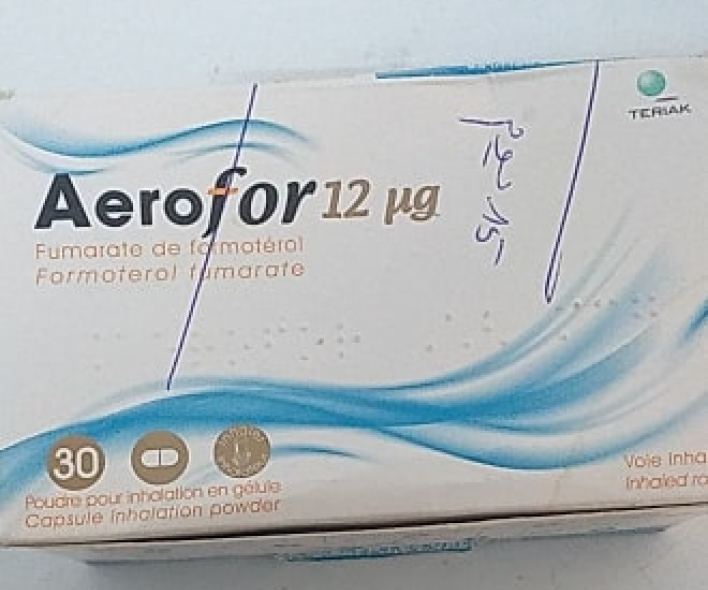 TERIAK
Aerofor 12 µg
Fumarate de formotérol
Formoterol fumarate
30
Poudre pour inhalation en gélule
Capsule inhalation powder
Voie Inha
Inhaled ro